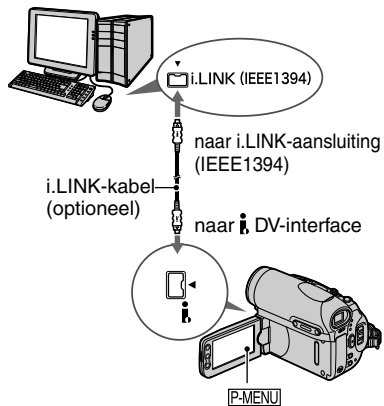 i.LINK (IEEE1394)
naar i.LINK-aansluiting
(IEEE1394)
i.LINK-kabel
(optioneel)
naar i DV-interface
i
P-MENU